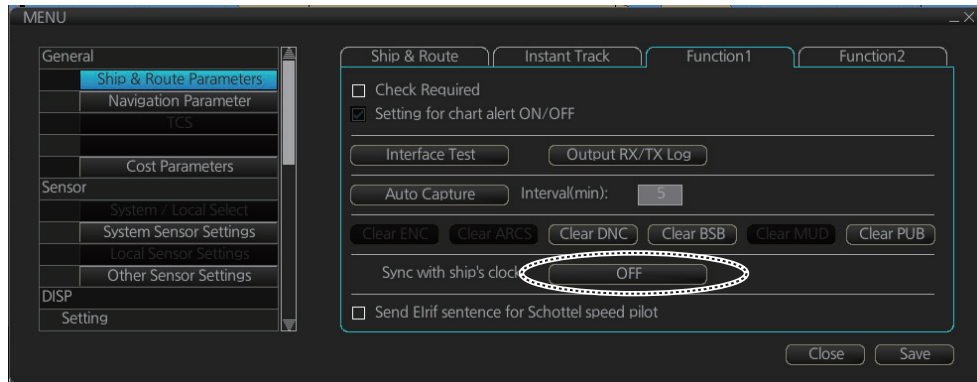 MENU
General
Ship & Route Parameters
Navigation Parameter
TCS
Cost Parameters
Sensor
System / Local Select
System Sensor Settings
Local Sensor Settings
Other Sensor Settings
DISP
Setting
Ship & Route Instant Track Function1 Function2
Check Required
Setting for chart alert ON/OFF
Interface Test Output RX/TX Log
Auto Capture Interval(min): 5
Clear ENC Clear ARCS Clear DNC Clear BSB Clear MUD Clear PUB
Sync with ship's clock OFF
Send Elrif sentence for Schottel speed pilot
Close Save